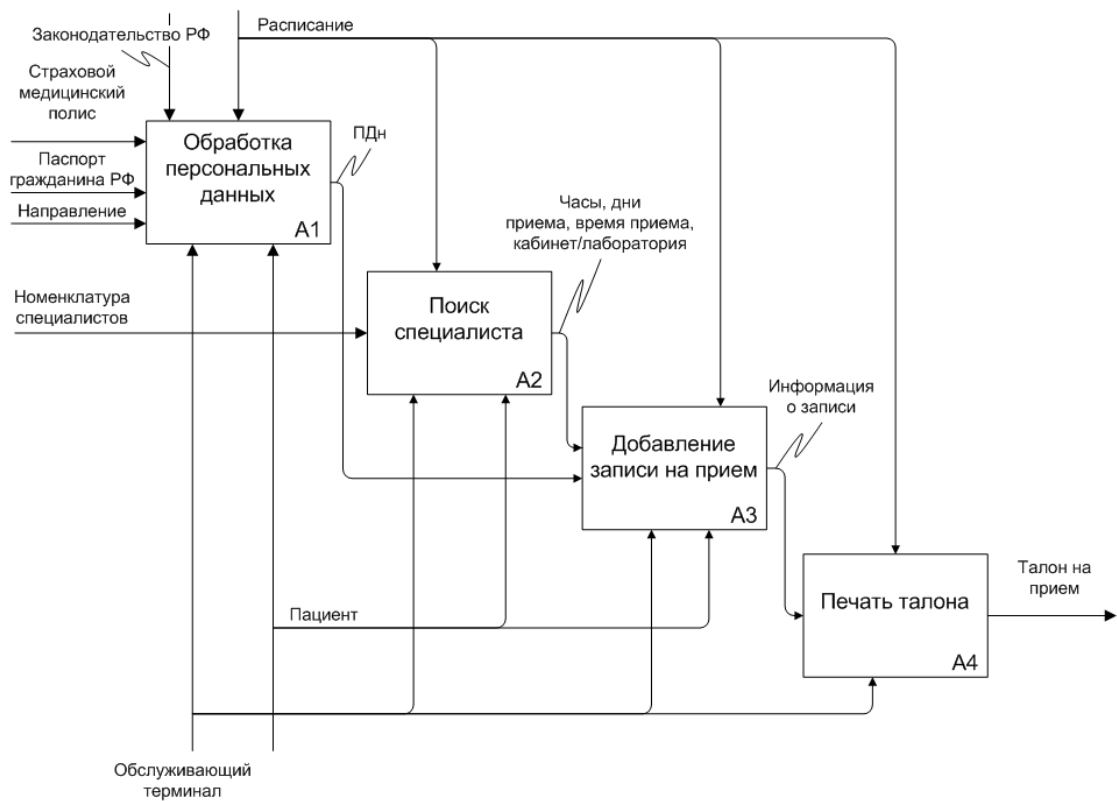 Законодательство РФ
Расписание
Страховой
медицинский
полис
Паспорт
гражданина РФ
Направление
Обработка
персональных
данных
A1
ПДн
Часы, дни
приема, время приема,
кабинет/лаборатория
Номенклатура
специалистов
Поиск
специалиста
A2
Информация
о записи
Добавление
записи на прием
A3
Талон на
прием
Печать талона
A4
Пациент
Обслуживающий
терминал